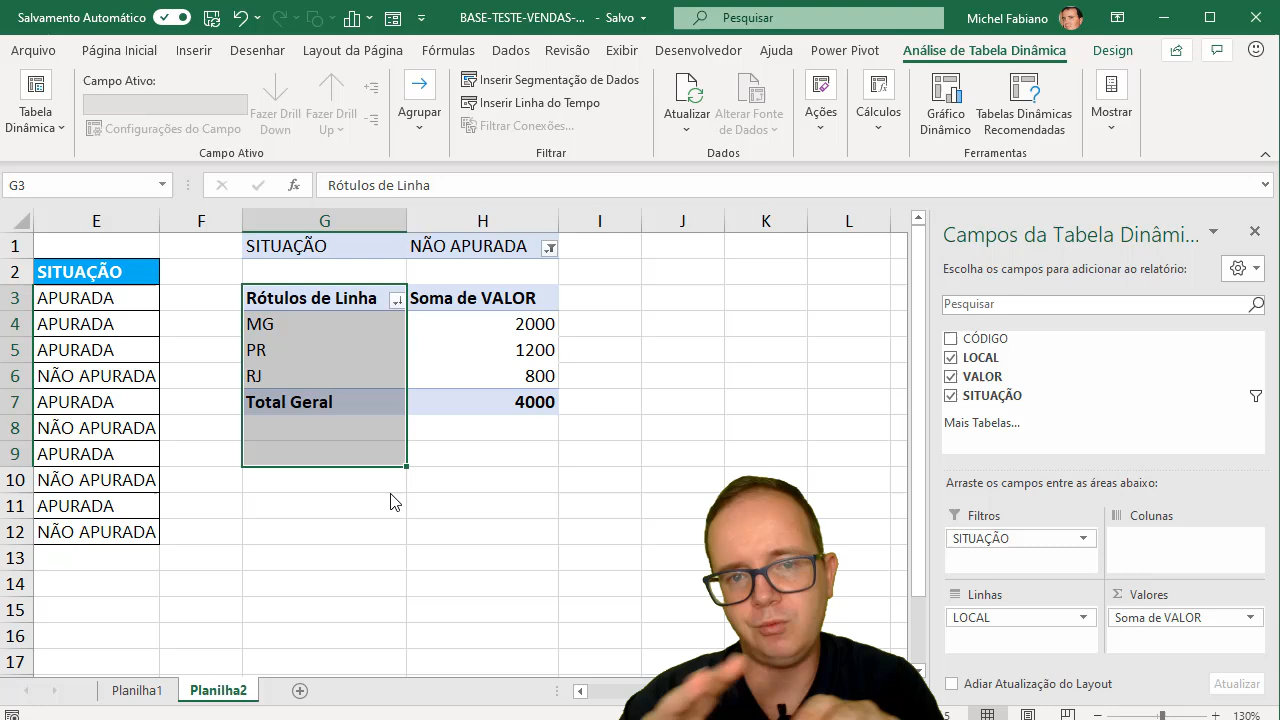 Salvamento Automático
BASE-TESTE-VENDAS-... - Salvo
Pesquisar
Michel Fabiano
Arquivo Página Inicial Inserir Desenhar Layout da Página Fórmulas Dados Revisão Exibir Desenvolvedor Ajuda Power Pivot Análise de Tabela Dinâmica Design
Tabela Dinâmica
Campo Ativo:
Configurações do Campo
Fazer Drill Down
Fazer Drill Up
Campo Ativo
Agrupar
Inserir Segmentação de Dados
Inserir Linha do Tempo
Filtrar Conexões...
Filtrar
Atualizar
Alterar Fonte de Dados
Dados
Ações
Cálculos
Gráfico Dinâmico
Tabelas Dinâmicas Recomendadas
Ferramentas
Mostrar
G3
fx
Rótulos de Linha
E F G H I J K L
1 SITUAÇÃO NÃO APURADA
2 SITUAÇÃO
3 APURADA Rótulos de Linha Soma de VALOR
4 APURADA MG 2000
5 APURADA PR 1200
6 NÃO APURADA RJ 800
7 APURADA Total Geral 4000
8 NÃO APURADA
9 APURADA
10 NÃO APURADA
11 APURADA
12 NÃO APURADA
13
14
15
16
17
Planilha1 Planilha2
Campos da Tabela Dinâmi...
Escolha os campos para adicionar ao relatório:
Pesquisar
CÓDIGO
LOCAL
VALOR
SITUAÇÃO
Mais Tabelas...
Arraste os campos entre as áreas abaixo:
Filtros
SITUAÇÃO
Colunas
Linhas
LOCAL
Σ Valores
Soma de VALOR
Adiar Atualização do Layout
Atualizar
5
130%